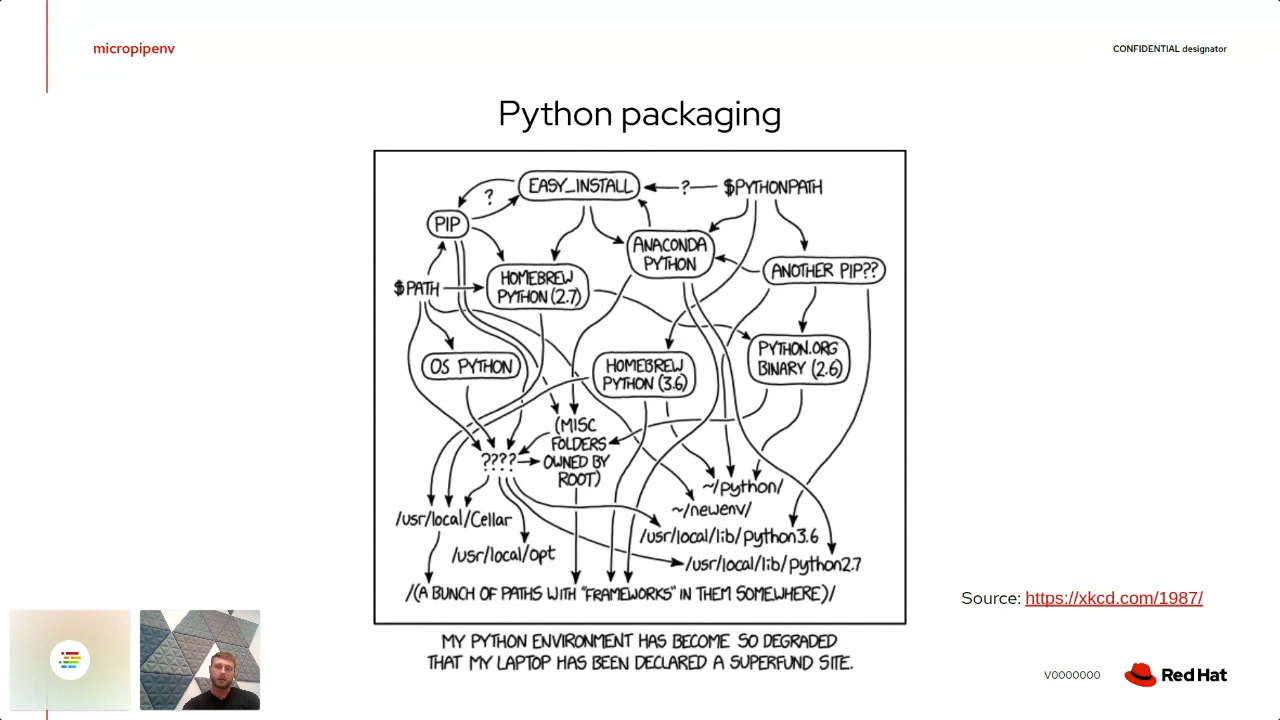 micropipenv
CONFIDENTIAL designator
Python packaging
EASY_INSTALL
?
$PYTHONPATH
?
PIP
ANACONDA
PYTHON
ANOTHER PIP??
HOMEBREW
PYTHON (2.7)
$PATH
PYTHON.ORG
BINARY (2.6)
OS PYTHON
HOMEBREW
PYTHON (3.6)
(MISC
FOLDERS
OWNED BY
ROOT)
????
~/python/
~/newenv/
/usr/local/Cellar
/usr/local/lib/python3.6
/usr/local/opt
/usr/local/lib/python2.7
/(A BUNCH OF PATHS WITH "FRAMEWORKS" IN THEM SOMEWHERE)/
Source: https://xkcd.com/1987/
MY PYTHON ENVIRONMENT HAS BECOME SO DEGRADED
THAT MY LAPTOP HAS BEEN DECLARED A SUPERFUND SITE.
V0000000
Red Hat